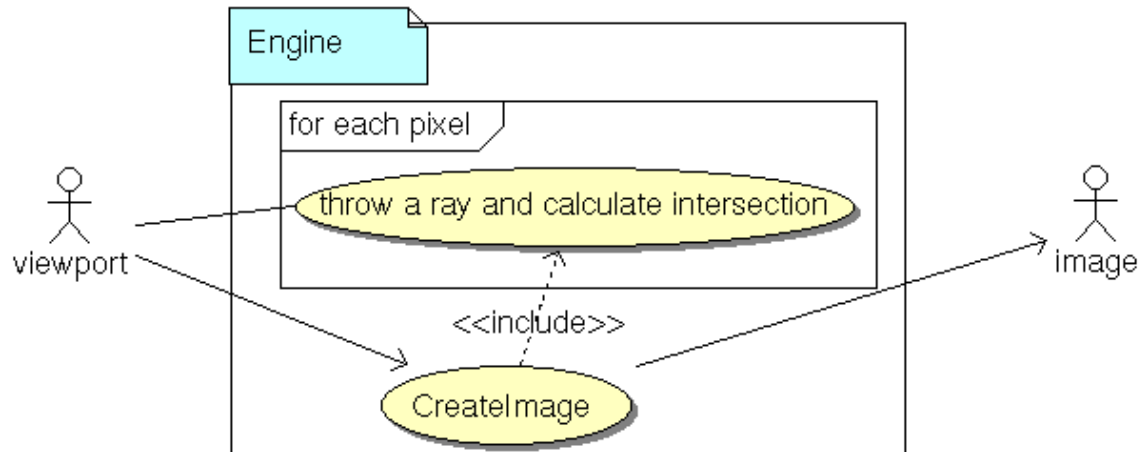 Engine
for each pixel
throw a ray and calculate intersection
viewport
image
<<include>>
CreateImage